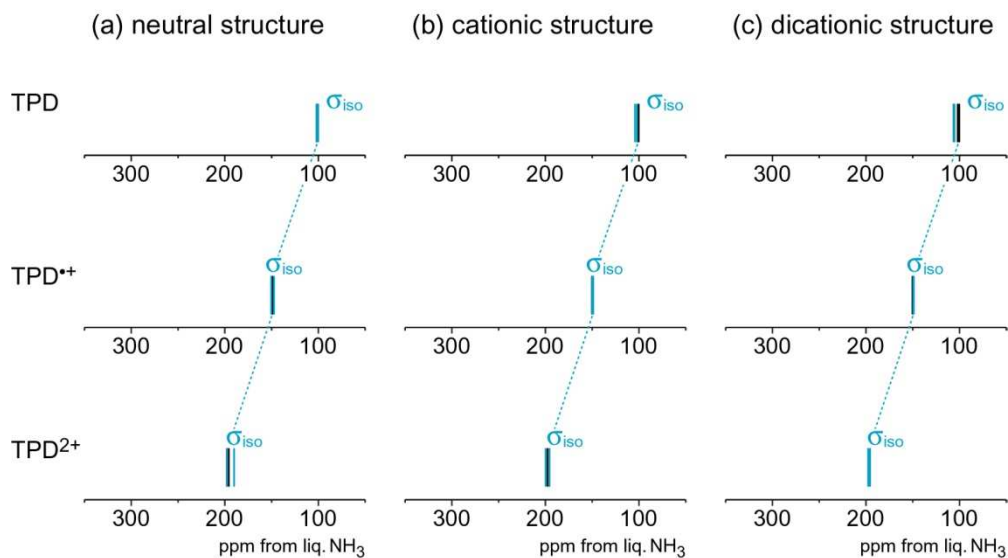 (a) neutral structure (b) cationic structure (c) dicationic structure
TPD σiso σiso σiso
300 200 100 300 200 100 300 200 100
TPD•+ σiso σiso σiso
300 200 100 300 200 100 300 200 100
TPD2+ σiso σiso σiso
300 200 100 300 200 100 300 200 100
ppm from liq. NH3 ppm from liq. NH3 ppm from liq. NH3